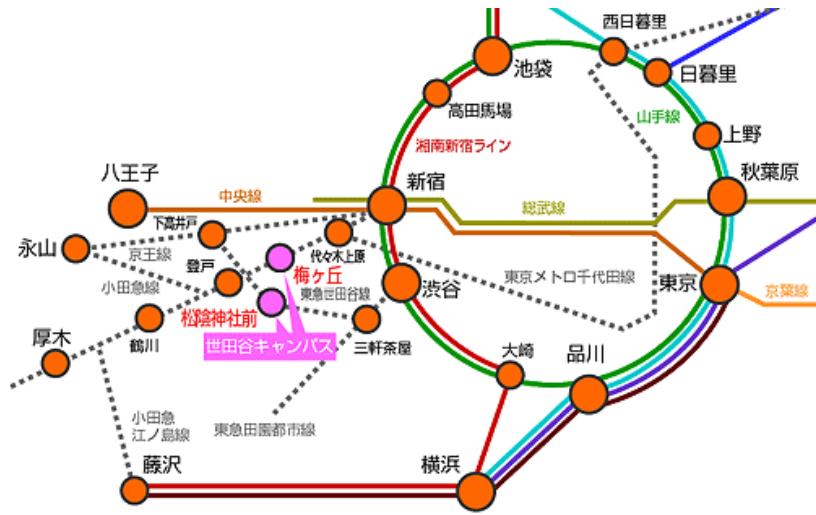 西日暮里
池袋
日暮里
高田馬場
山手線
上野
湘南新宿ライン
八王子
新宿
秋葉原
中央線
総武線
下高井戸
永山
京王線
代々木上原
登戸
梅ヶ丘
小田急線
東急世田谷線
渋谷
東京メトロ千代田線
東京
京葉線
松陰神社前
厚木
鶴川
世田谷キャンパス
三軒茶屋
大崎
品川
小田急
江ノ島線
東急田園都市線
藤沢
横浜